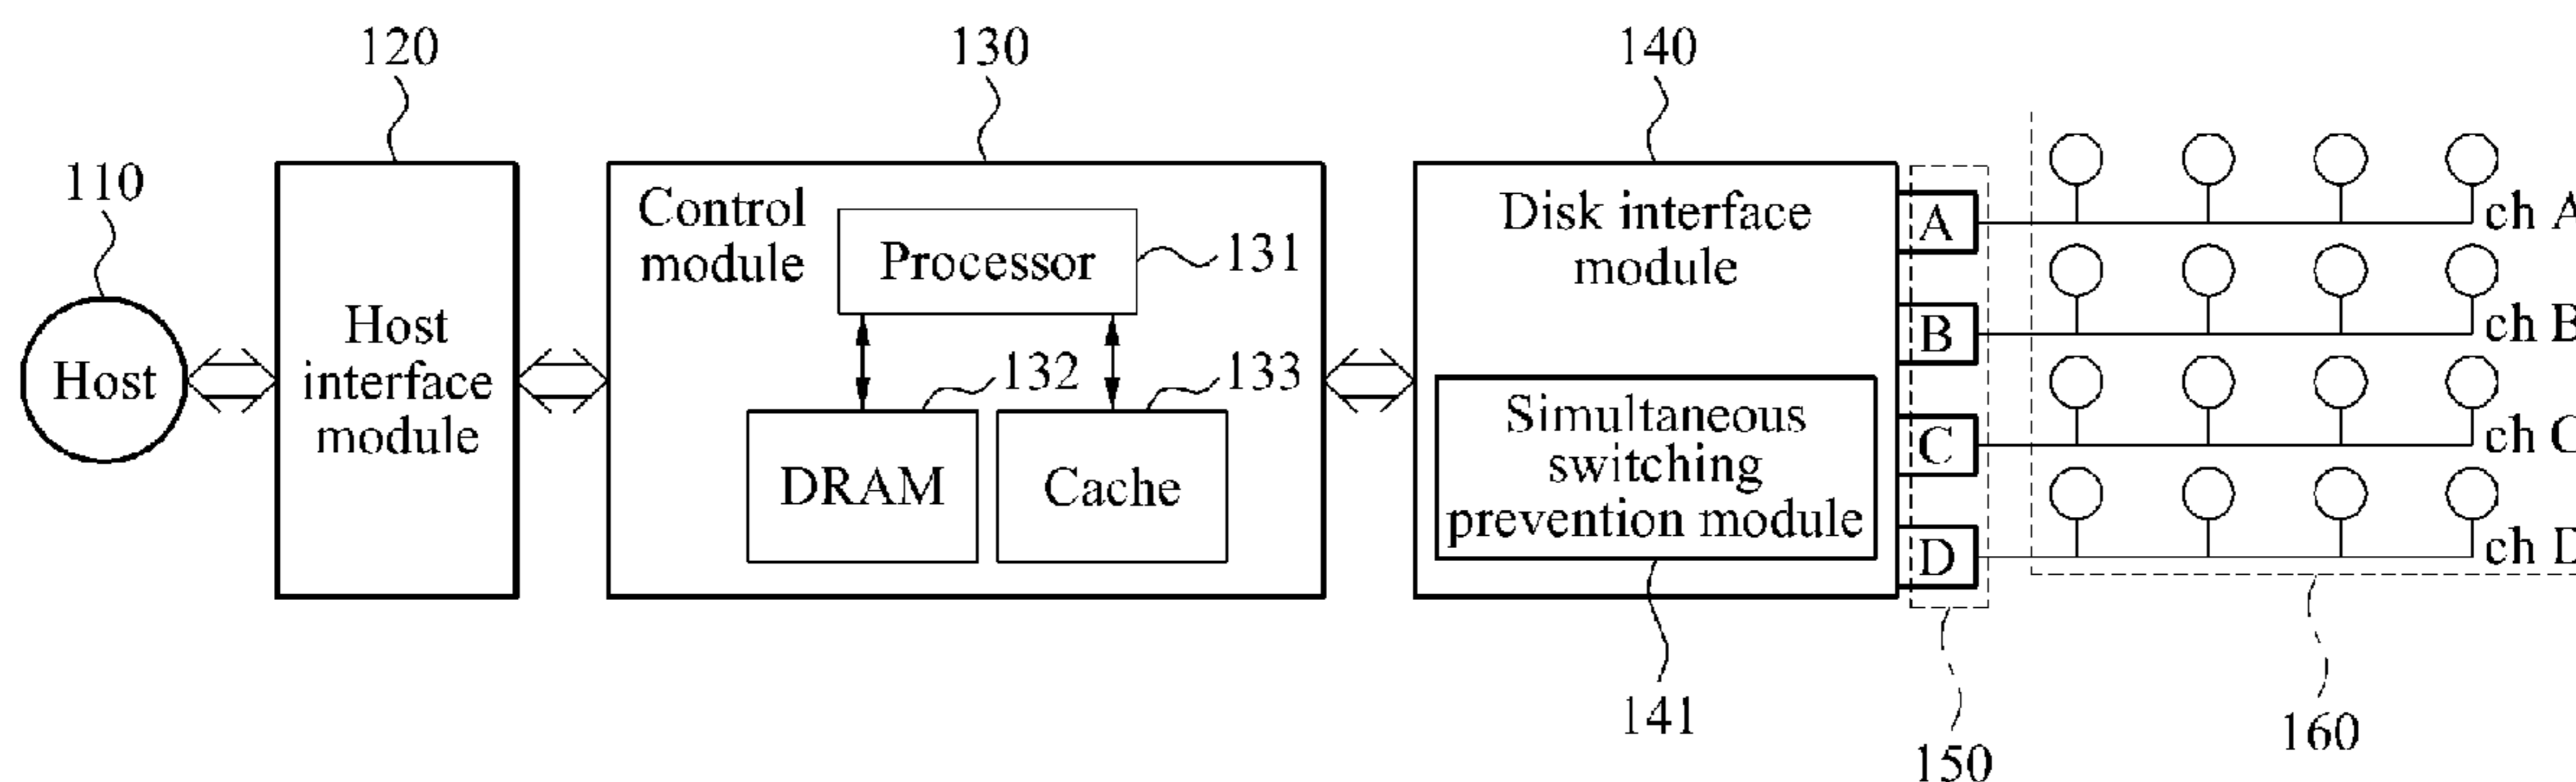 120
130
140
110
Host
Host
interface
module
Control
module
Processor
131
DRAM
132
Cache
133
Disk interface
module
Simultaneous
switching
prevention module
141
A
B
C
D
150
ch A
ch B
ch C
ch D
160